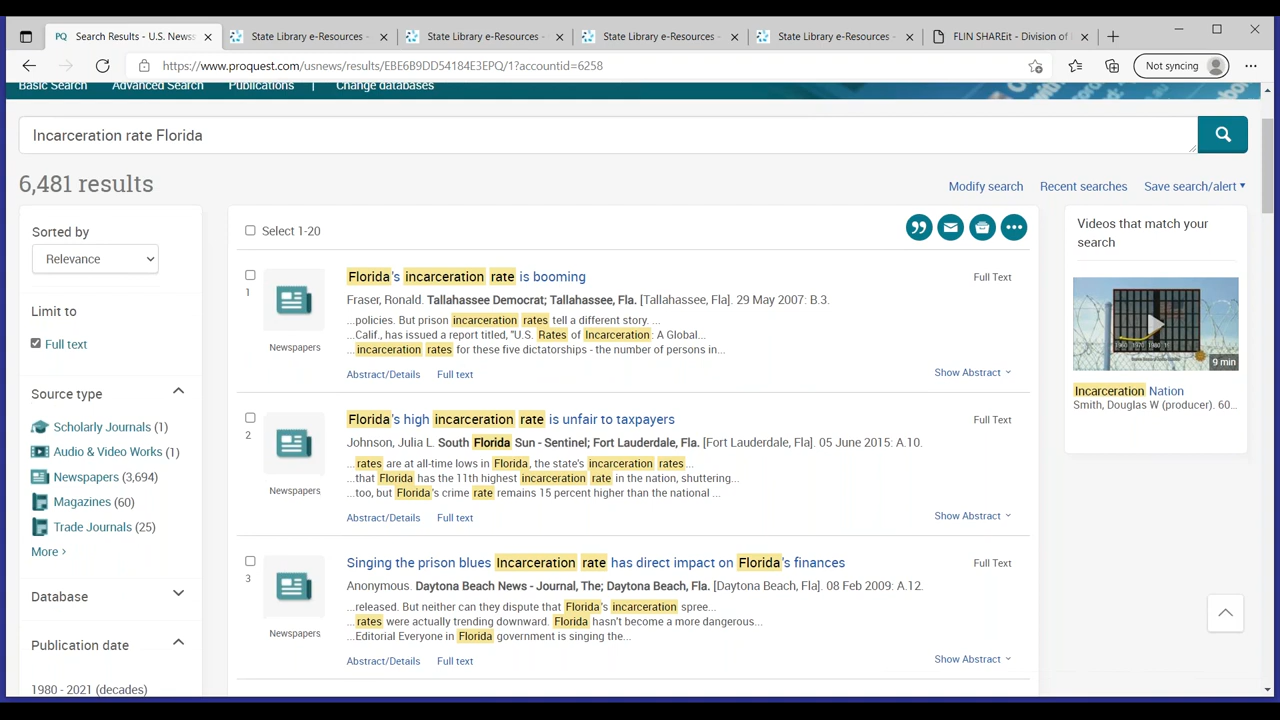 PQ Search Results - U.S. News
State Library e-Resources -
State Library e-Resources -
State Library e-Resources -
State Library e-Resources -
FLIN SHAREit - Division of
https://www.proquest.com/usnews/results/EBE6B9DD54184E3EPQ/1?accountid=6258
Not syncing
Basic Search Advanced Search Publications | Change databases
Incarceration rate Florida
6,481 results
Modify search Recent searches Save search/alert
Sorted by
Relevance
Limit to
Full text
Source type
Scholarly Journals (1)
Audio & Video Works (1)
Newspapers (3,694)
Magazines (60)
Trade Journals (25)
More >
Database
Publication date
1980 - 2021 (decades)
Select 1-20
1
Newspapers
Florida's incarceration rate is booming
Full Text
Fraser, Ronald. Tallahassee Democrat; Tallahassee, Fla. [Tallahassee, Fla]. 29 May 2007: B.3.
...policies. But prison incarceration rates tell a different story. ...
...Calif., has issued a report titled, "U.S. Rates of Incarceration: A Global...
...incarceration rates for these five dictatorships - the number of persons in...
Abstract/Details Full text
Show Abstract
2
Newspapers
Florida's high incarceration rate is unfair to taxpayers
Full Text
Johnson, Julia L. South Florida Sun - Sentinel; Fort Lauderdale, Fla. [Fort Lauderdale, Fla]. 05 June 2015: A.10.
...rates are at all-time lows in Florida, the state's incarceration rates...
...that Florida has the 11th highest incarceration rate in the nation, shuttering...
...too, but Florida's crime rate remains 15 percent higher than the national ...
Abstract/Details Full text
Show Abstract
3
Newspapers
Singing the prison blues Incarceration rate has direct impact on Florida's finances
Full Text
Anonymous. Daytona Beach News - Journal, The; Daytona Beach, Fla. [Daytona Beach, Fla]. 08 Feb 2009: A.12.
...released. But neither can they dispute that Florida's incarceration spree...
...rates were actually trending downward. Florida hasn't become a more dangerous...
...Editorial Everyone in Florida government is singing the...
Abstract/Details Full text
Show Abstract
Videos that match your
search
1960 1970 1980
9 min
Incarceration Nation
Smith, Douglas W (producer). 60...